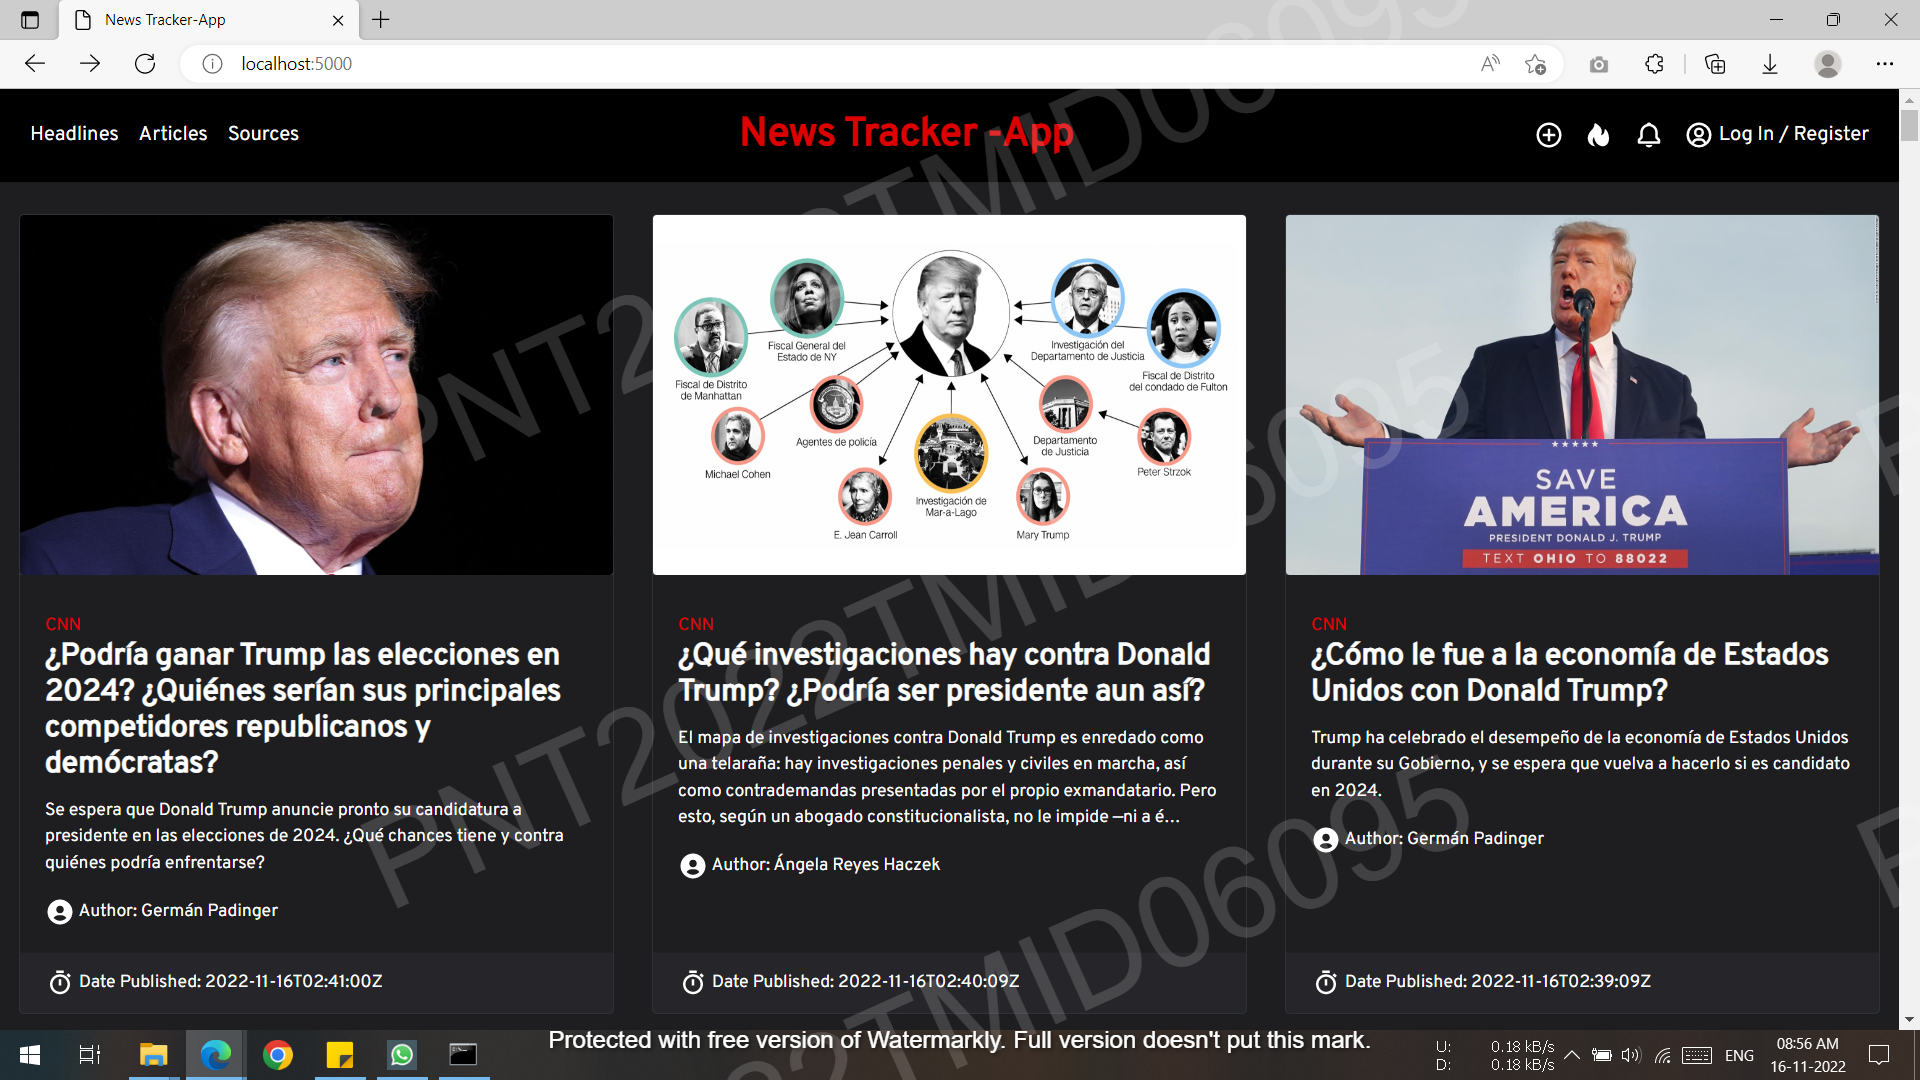 News Tracker-App
localhost:5000
Headlines Articles Sources
News Tracker -App
Log In / Register
Fiscal General del
Estado de NY
Fiscal de Distrito
de Manhattan
Michael Cohen
Agentes de policía
E. Jean Carroll
Investigación de
Mar-a-Lago
Mary Trump
Departamento
de Justicia
Peter Strzok
Investigación del
Departamento de Justicia
Fiscal de Distrito
del condado de Fulton
SAVE
AMERICA
PRESIDENT DONALD J. TRUMP
TEXT OHIO TO 88022
CNN
¿Podría ganar Trump las elecciones en
2024? ¿Quiénes serían sus principales
competidores republicanos y
demócratas?
Se espera que Donald Trump anuncie pronto su candidatura a
presidente en las elecciones de 2024. ¿Qué chances tiene y contra
quiénes podría enfrentarse?
Author: Germán Padinger
Date Published: 2022-11-16T02:41:00Z
CNN
¿Qué investigaciones hay contra Donald
Trump? ¿Podría ser presidente aun así?
El mapa de investigaciones contra Donald Trump es enredado como
una telaraña: hay investigaciones penales y civiles en marcha, así
como contrademandas presentadas por el propio exmandatario. Pero
esto, según un abogado constitucionalista, no le impide —ni a é...
Author: Ángela Reyes Haczek
Date Published: 2022-11-16T02:40:09Z
CNN
¿Cómo le fue a la economía de Estados
Unidos con Donald Trump?
Trump ha celebrado el desempeño de la economía de Estados Unidos
durante su Gobierno, y se espera que vuelva a hacerlo si es candidato
en 2024.
Author: Germán Padinger
Date Published: 2022-11-16T02:39:09Z
PNT2022TMID06095
Protected with free version of Watermarkly. Full version doesn't put this mark.
U: 0.18 kB/s
D: 0.18 kB/s
ENG
08:56 AM
16-11-2022